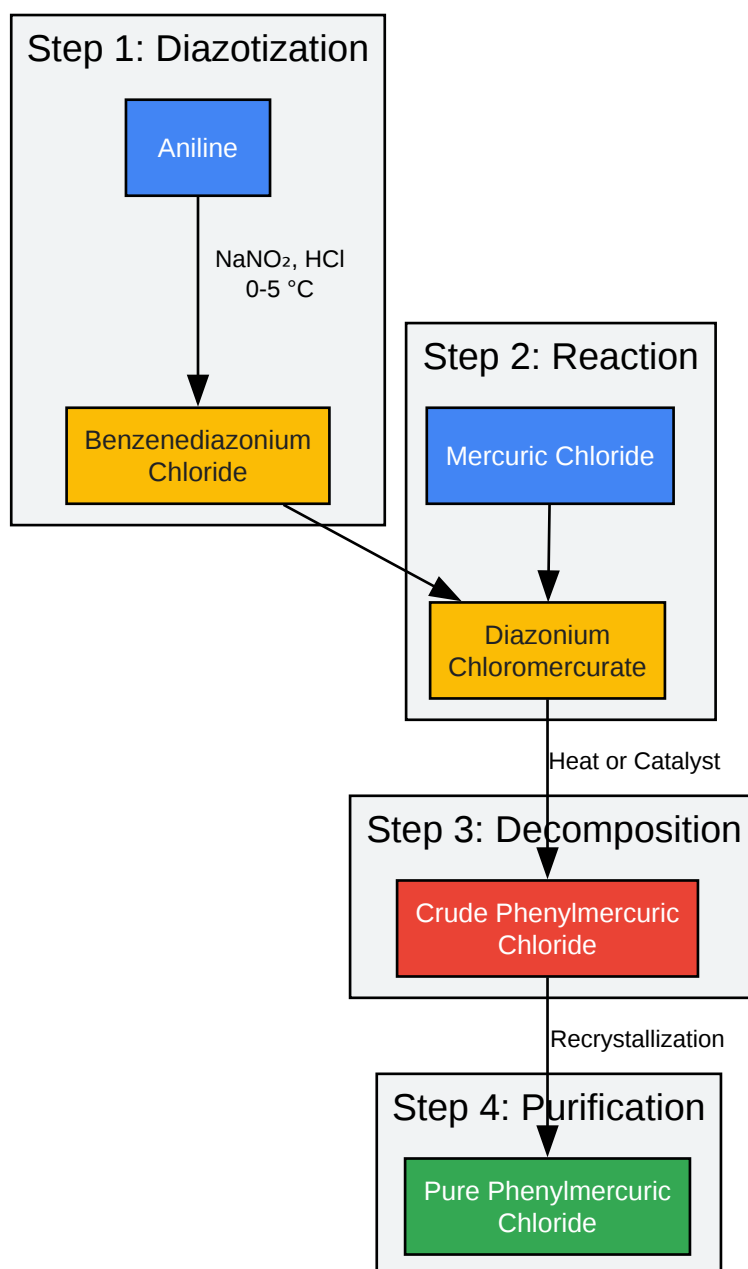 Step 1: Diazotization
Aniline
NaNO₂, HCl
0-5 °C
Benzenediazonium
Chloride
Step 2: Reaction
Mercuric Chloride
Diazonium
Chloromercurate
Heat or Catalyst
Step 3: Decomposition
Crude Phenylmercuric
Chloride
Recrystallization
Step 4: Purification
Pure Phenylmercuric
Chloride